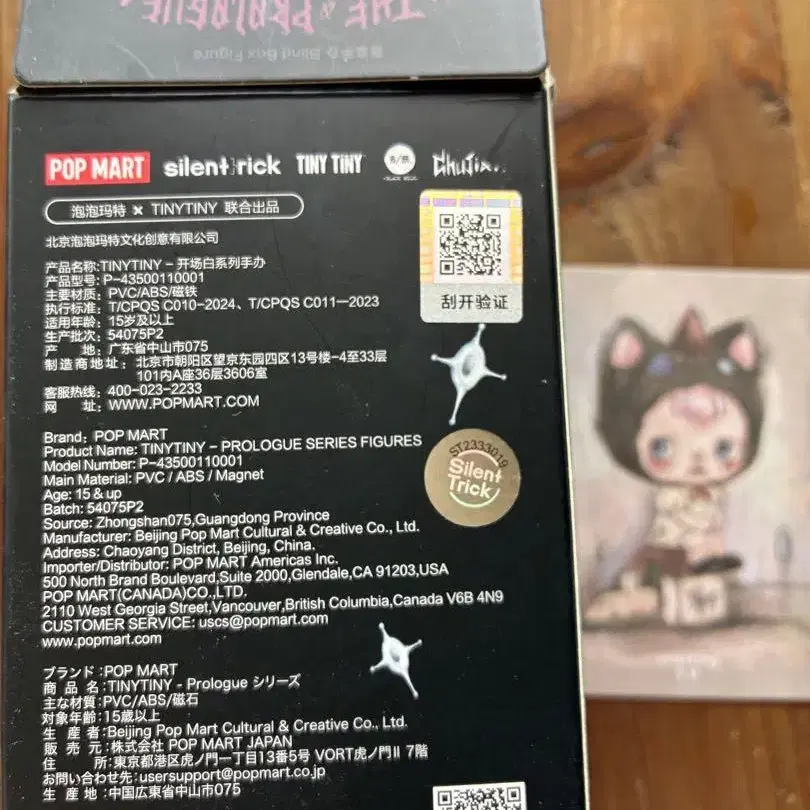 THE & PROLOGUE
Blind Box Figure
POP MART silent trick TINY TINY
泡泡玛特 × TINYTINY 联合出品
北京泡泡玛特文化创意有限公司
产品名称:TINYTINY - 开场白系列手办
产品型号: P-43500110001
主要材质: PVC/ABS/磁铁
执行标准: T/CPQS C010-2024、T/CPQS C011—2023
适用年龄: 15岁及以上
生产批次: 54075P2
产 地: 广东省中山市075
制造商地址: 北京市朝阳区望京东园四区13号楼-4至33层
101内A座36层3606室
客服热线: 400-023-2233
网 址: WWW.POPMART.COM
刮开验证
Brand: POP MART
Product Name: TINYTINY - PROLOGUE SERIES FIGURES
Model Number: P-43500110001
Main Material: PVC / ABS / Magnet
Age: 15 & up
Batch: 54075P2
Source: Zhongshan075,Guangdong Province
Manufacturer: Beijing Pop Mart Cultural & Creative Co., Ltd.
Address: Chaoyang District, Beijing, China.
Importer/Distributor: POP MART Americas Inc.
500 North Brand Boulevard,Suite 2000,Glendale,CA 91203,USA
POP MART(CANADA)CO.,LTD.
2110 West Georgia Street,Vancouver,British Columbia,Canada V6B 4N9
CUSTOMER SERVICE: uscs@popmart.com
www.popmart.com
ST2333019
Silent
Trick
ブランド:POP MART
商 品 名:TINYTINY - Prologue シリーズ
主な材質:PVC/ABS/磁石
対象年齢:15歳以上
生 産 者:Beijing Pop Mart Cultural & Creative Co., Ltd.
販 売 元:株式会社 POP MART JAPAN
住 所:東京都港区虎ノ門一丁目13番5号 VORT虎ノ門II 7階
お問い合わせ先:usersupport@popmart.co.jp
生 産 地:中国広東省中山市075